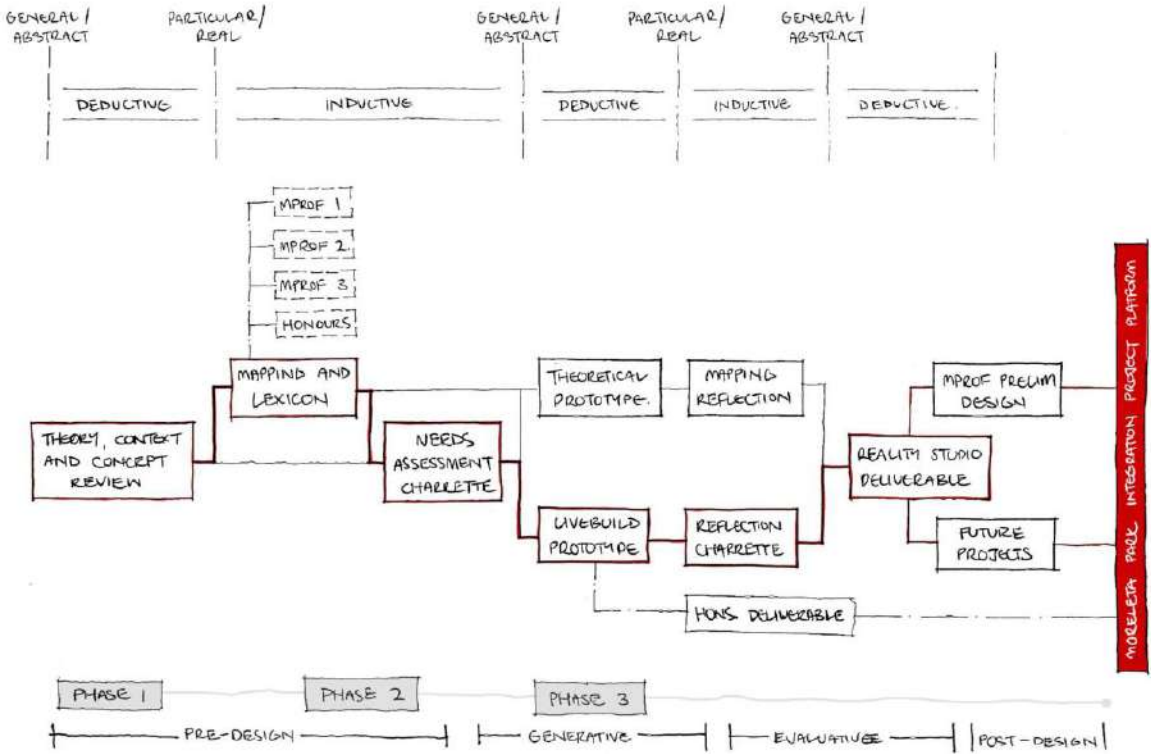 GENERAL/
ABSTRACT
PARTICULAR/
REAL
GENERAL/
ABSTRACT
PARTICULAR/
REAL
GENERAL/
ABSTRACT
DEDUCTIVE
INDUCTIVE
DEDUCTIVE
INDUCTIVE
DEDUCTIVE.
MPROF 1
MPROF 2.
MPROF 3
HONOURS
MAPPING AND
LEXICON
THEORETICAL
PROTOTYPE.
MAPPING
REFLECTION
MPROF PRELIM
DESIGN
THEORY, CONTEXT
AND CONCEPT
REVIEW
NEEDS
ASSESSMENT
CHARRETTE
REALITY STUDIO
DELIVERABLE
LIVEBUILD
PROTOTYPE
REFLECTION
CHARRETTE
FUTURE
PROJECTS
HONS. DELIVERABLE
MORELETA PARK INTEGRATION PROJECT PLATFORM
PHASE 1
PHASE 2
PHASE 3
PRE-DESIGN
GENERATIVE
EVALUATIVE
POST-DESIGN